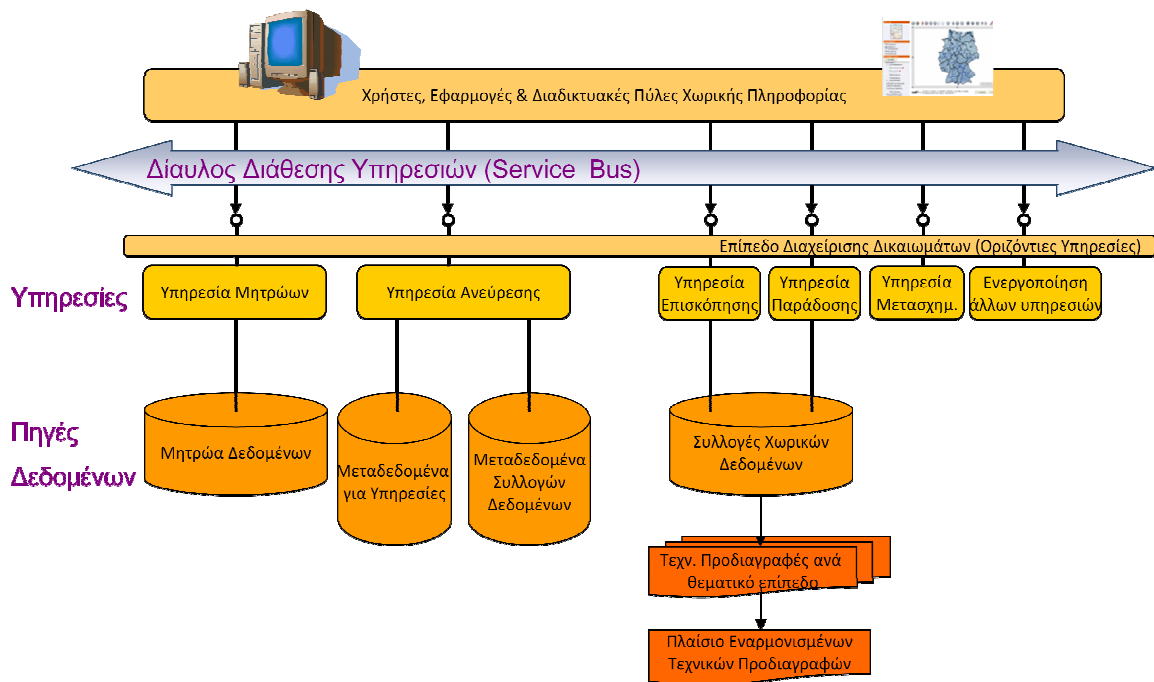 Χρήστες, Εφαρμογές & Διαδικτυακές Πύλες Χωρικής Πληροφορίας
Δίαυλος Διάθεσης Υπηρεσιών (Service Bus)
Επίπεδο Διαχείρισης Δικαιωμάτων (Οριζόντιες Υπηρεσίες)
Υπηρεσίες
Υπηρεσία Μητρώων
Υπηρεσία Ανεύρεσης
Υπηρεσία
Επισκόπησης
Υπηρεσία
Παράδοσης
Υπηρεσία
Μετασχημ.
Ενεργοποίηση
άλλων υπηρεσιών
Πηγές
Δεδομένων
Μητρώα Δεδομένων
Μεταδεδομένα
για Υπηρεσίες
Μεταδεδομένα
Συλλογών
Δεδομένων
Συλλογές Χωρικών
Δεδομένων
Τεχν. Προδιαγραφές ανά
θεματικό επίπεδο
Πλαίσιο Εναρμονισμένων
Τεχνικών Προδιαγραφών